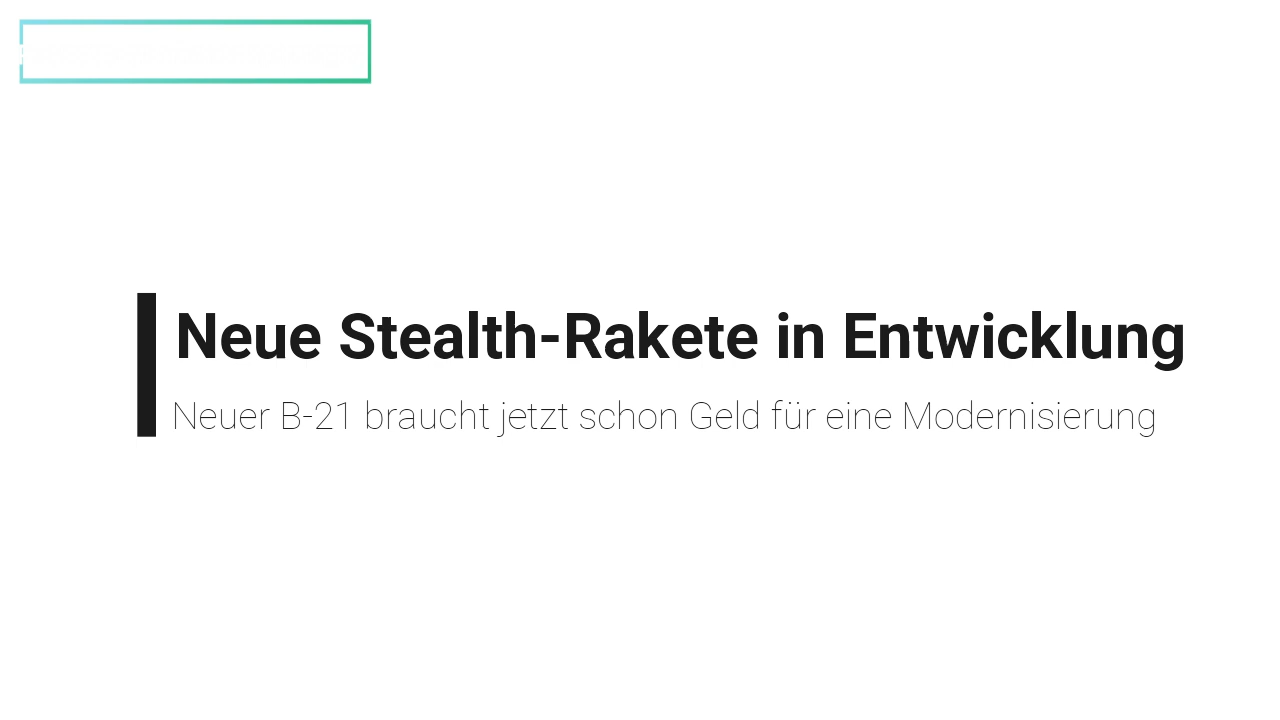 Neue Stealth-Rakete in Entwicklung
Neuer B-21 braucht jetzt schon Geld für eine Modernisierung